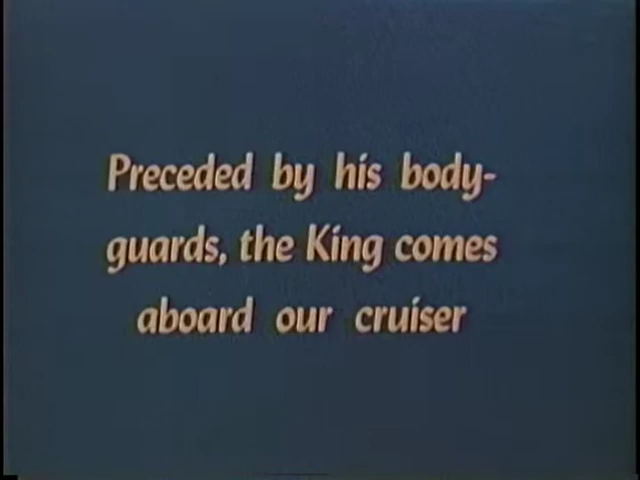 Preceded by his body-
guards, the King comes
aboard our cruiser